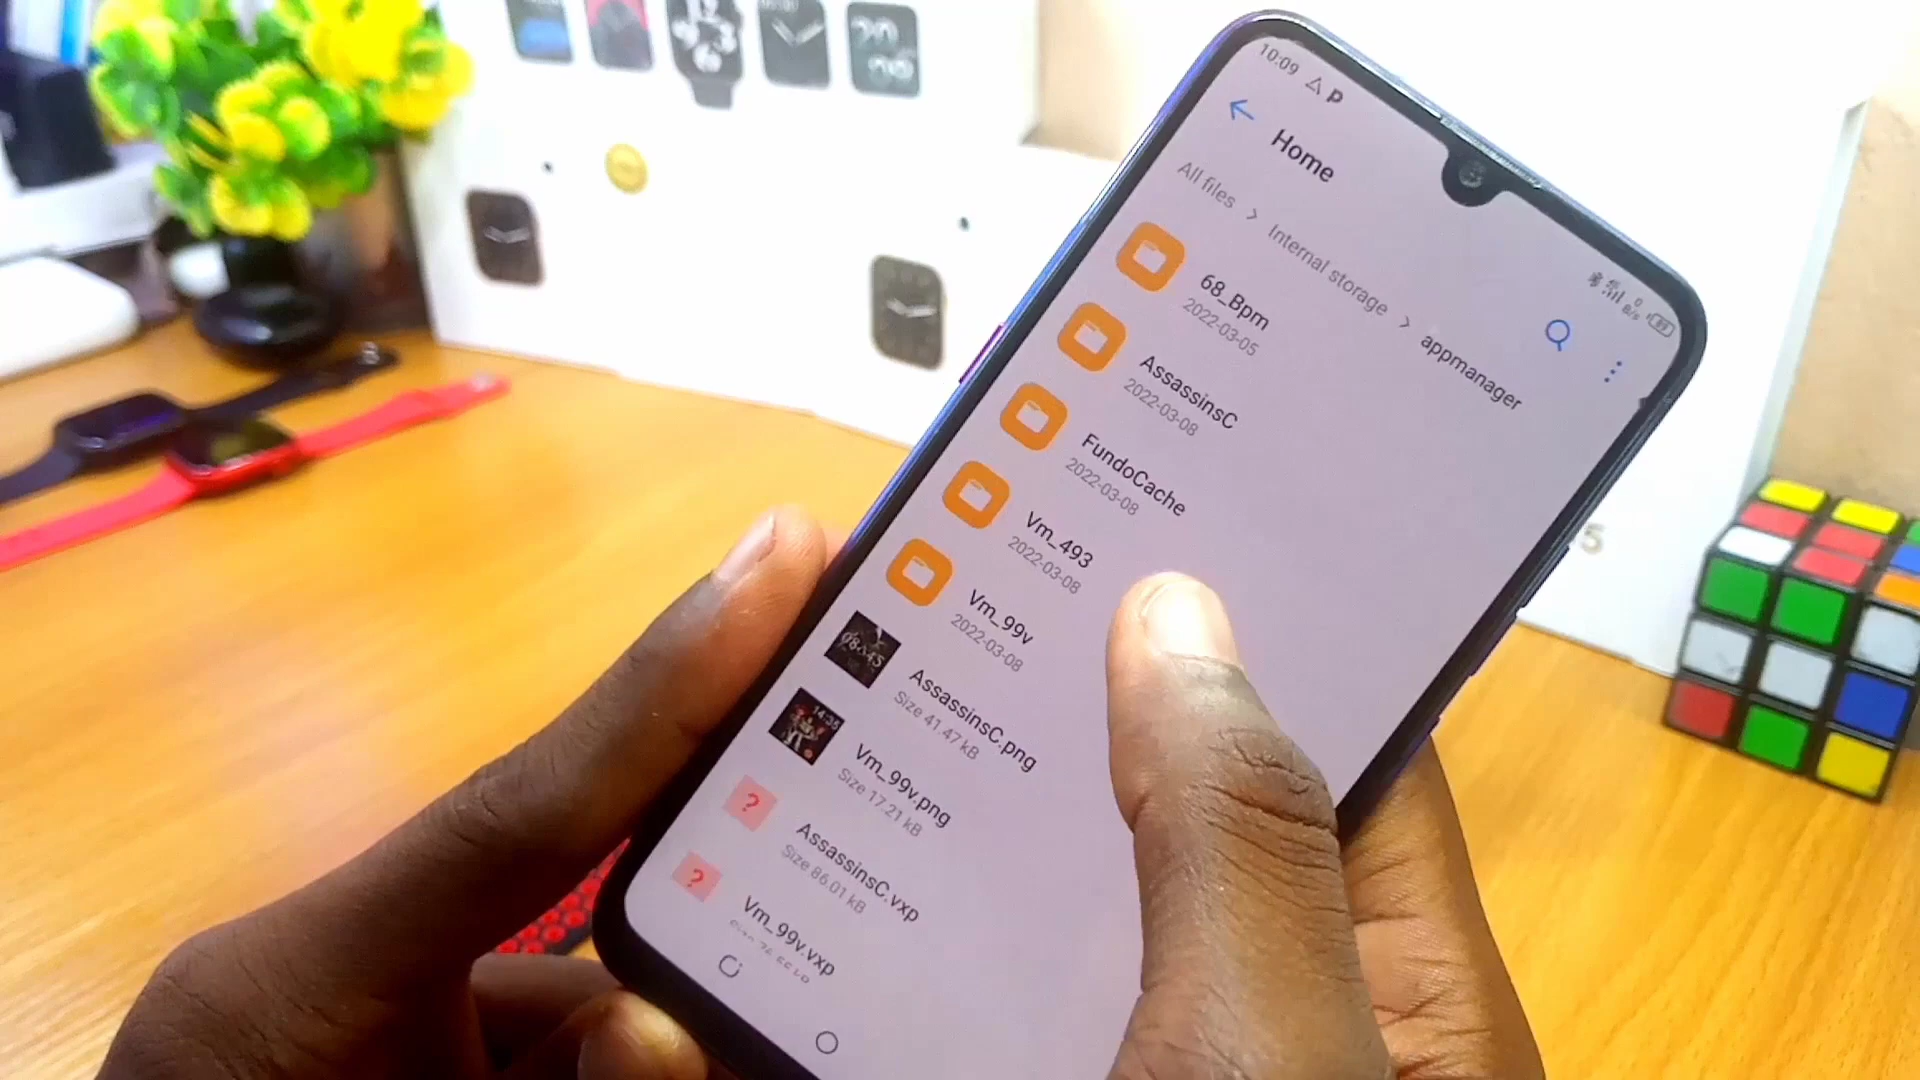 10:09
Home
All files > Internal storage > appmanager
68_Bpm
2022-03-05
AssassinsC
2022-03-08
FundoCache
2022-03-08
Vm_493
2022-03-08
Vm_99v
2022-03-08
AssassinsC.png
Size 41.47 kB
Vm_99v.png
Size 17.21 kB
14:35
AssassinsC.vxp
Size 86.01 kB
Vm_99v.vxp